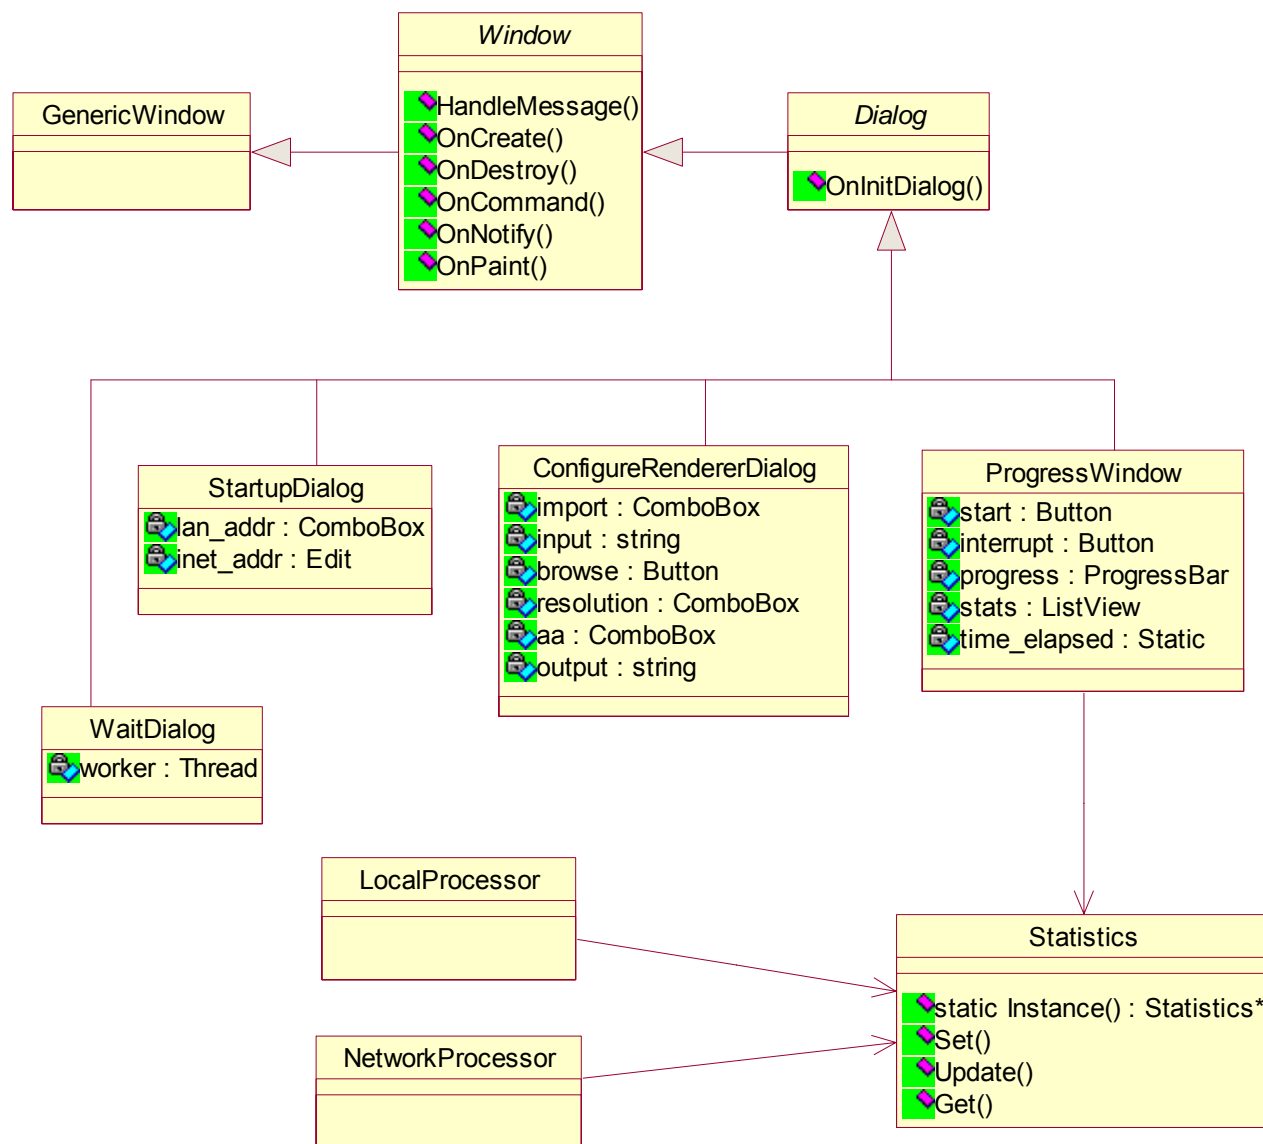 Window
HandleMessage()
OnCreate()
OnDestroy()
OnCommand()
OnNotify()
OnPaint()
GenericWindow
Dialog
OnInitDialog()
StartupDialog
lan_addr : ComboBox
inet_addr : Edit
ConfigureRendererDialog
import : ComboBox
input : string
browse : Button
resolution : ComboBox
aa : ComboBox
output : string
ProgressWindow
start : Button
interrupt : Button
progress : ProgressBar
stats : ListView
time_elapsed : Static
WaitDialog
worker : Thread
LocalProcessor
Statistics
static Instance() : Statistics*
Set()
Update()
Get()
NetworkProcessor